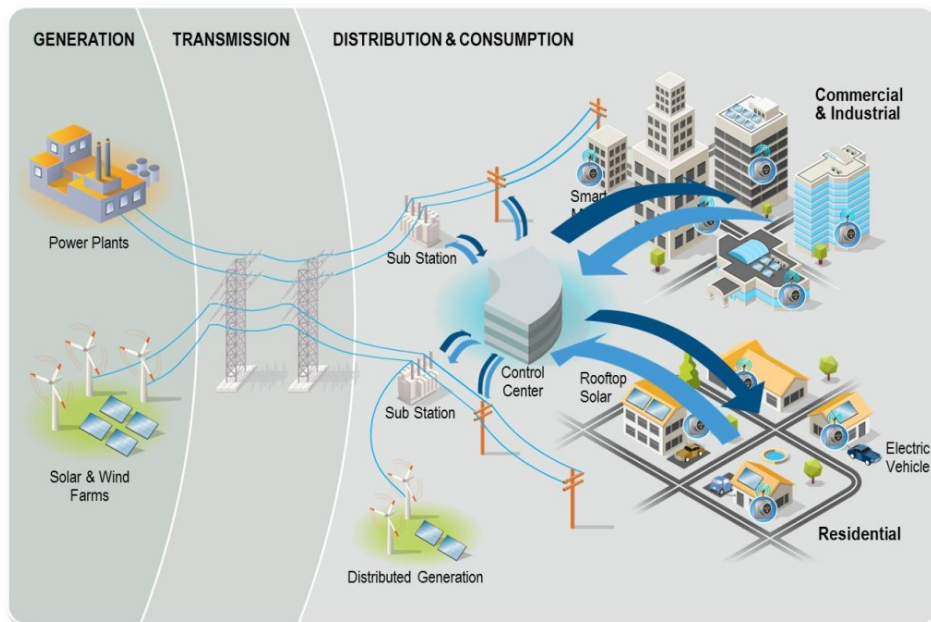 GENERATION
TRANSMISSION
DISTRIBUTION & CONSUMPTION
Commercial
& Industrial
Power Plants
Smart
Sub Station
Control
Center
Rooftop
Solar
Sub Station
Electric
Vehicle
Solar & Wind
Farms
Residential
Distributed Generation